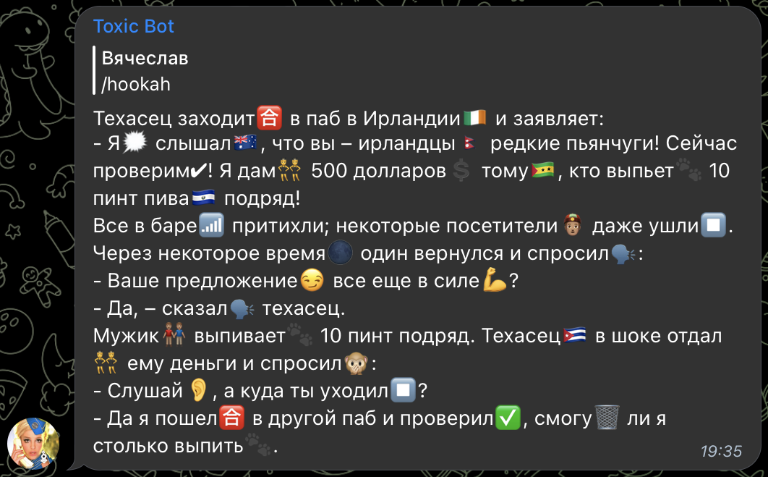 Toxic Bot
Вячеслав
/hookah
Техасец заходит🈴 в паб в Ирландии🇮🇪 и заявляет:
- Я🗯 слышал🇦🇺, что вы – ирландцы🇳🇵 редкие пьянчуги! Сейчас
проверим✔! Я дам👯 500 долларов💲 тому🇸🇹, кто выпьет🐾 10
пинт пива🇸🇻 подряд!
Все в баре📶 притихли; некоторые посетители👲🏽 даже ушли⏹.
Через некоторое время🌑 один вернулся и спросил🗣:
- Ваше предложение😏 все еще в силе💪?
- Да, – сказал🗣 техасец.
Мужик👬🏾 выпивает🐾 10 пинт подряд. Техасец🇨🇺 в шоке отдал
👯 ему деньги и спросил🙊:
- Слушай👂, а куда ты уходил⏹?
- Да я пошел🈴 в другой паб и проверил✅, смогу🗑 ли я
столько выпить🐾.
19:35